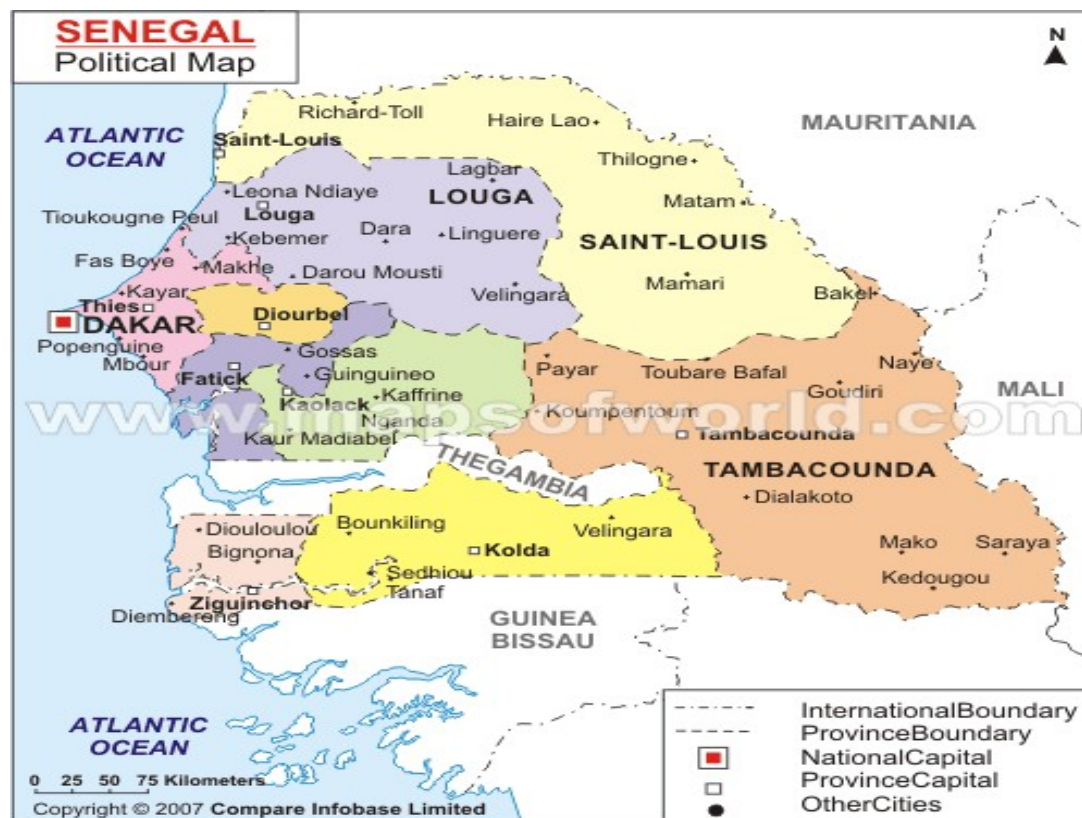 SENEGAL
Political Map
N
ATLANTIC
OCEAN
MAURITANIA
Richard-Toll
Haire Lao
Saint-Louis
Thilogne
Lagbar
Leona Ndiaye
LOUGA
Matam
Louga
Tioukougne Peul
Dara
Linguere
Kebemer
SAINT-LOUIS
Fas Boye
Makhe
Darou Mousti
Mamari
Kayar
Velingara
Bakel
Thies
DAKAR
Diourbel
Popenguine
Mbour
Gossas
Payar
Toubare Bafal
Naye
Fatick
Guinguineo
Goudiri
MALI
Kaolack
Kaffrine
www.mapsofworld.com
Koumpentoum
Nganda
Kaur Madiabel
Tambacounda
THEGAMBIA
TAMBACOUNDA
Dialakoto
Diouloulou
Bounkiling
Velingara
Bignona
Kolda
Mako
Saraya
Sedhiou
Kedougou
Tanaf
Ziguinchor
Diembereng
GUINEA
BISSAU
ATLANTIC
OCEAN
InternationalBoundary
ProvinceBoundary
NationalCapital
ProvinceCapital
OtherCities
0 25 50 75 Kilometers
Copyright © 2007 Compare Infobase Limited